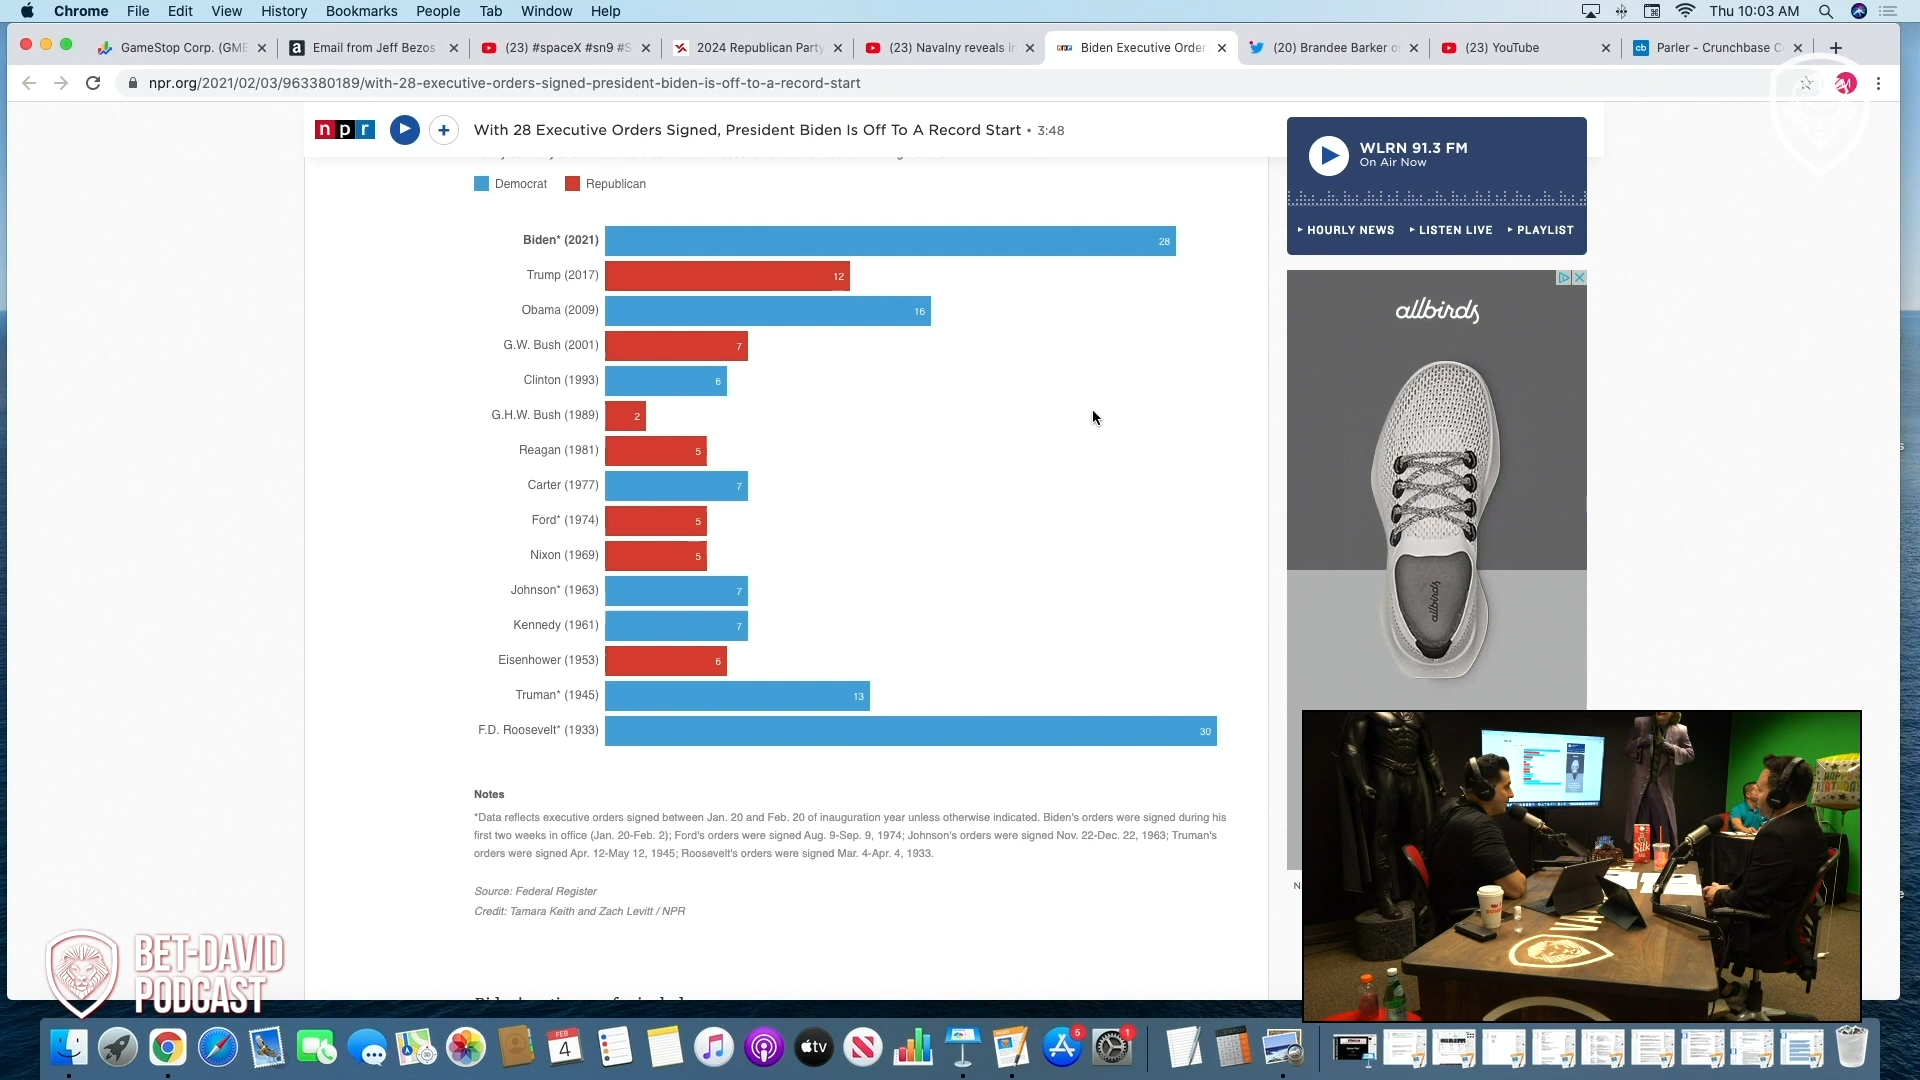 Chrome File Edit View History Bookmarks People Tab Window Help Thu 10:03 AM
GameStop Corp. (GME Email from Jeff Bezos (23) #spaceX #sn9 #S 2024 Republican Party (23) Navalny reveals in Biden Executive Order (20) Brandee Barker o (23) YouTube Parler - Crunchbase C
npr.org/2021/02/03/963380189/with-28-executive-orders-signed-president-biden-is-off-to-a-record-start
npr With 28 Executive Orders Signed, President Biden Is Off To A Record Start • 3:48
WLRN 91.3 FM
On Air Now
HOURLY NEWS LISTEN LIVE PLAYLIST
Democrat Republican
Biden* (2021) 28
Trump (2017) 12
Obama (2009) 16
G.W. Bush (2001) 7
Clinton (1993) 6
G.H.W. Bush (1989) 2
Reagan (1981) 5
Carter (1977) 7
Ford* (1974) 5
Nixon (1969) 5
Johnson* (1963) 7
Kennedy (1961) 7
Eisenhower (1953) 6
Truman* (1945) 13
F.D. Roosevelt* (1933) 30
allbirds
allbirds
Notes
*Data reflects executive orders signed between Jan. 20 and Feb. 20 of inauguration year unless otherwise indicated. Biden's orders were signed during his
first two weeks in office (Jan. 20-Feb. 2); Ford's orders were signed Aug. 9-Sep. 9, 1974; Johnson's orders were signed Nov. 22-Dec. 22, 1963; Truman's
orders were signed Apr. 12-May 12, 1945; Roosevelt's orders were signed Mar. 4-Apr. 4, 1933.
Source: Federal Register
Credit: Tamara Keith and Zach Levitt / NPR
BET-DAVID
PODCAST
HAPPY
BIRTHDAY
FEB
4
tv
6
1